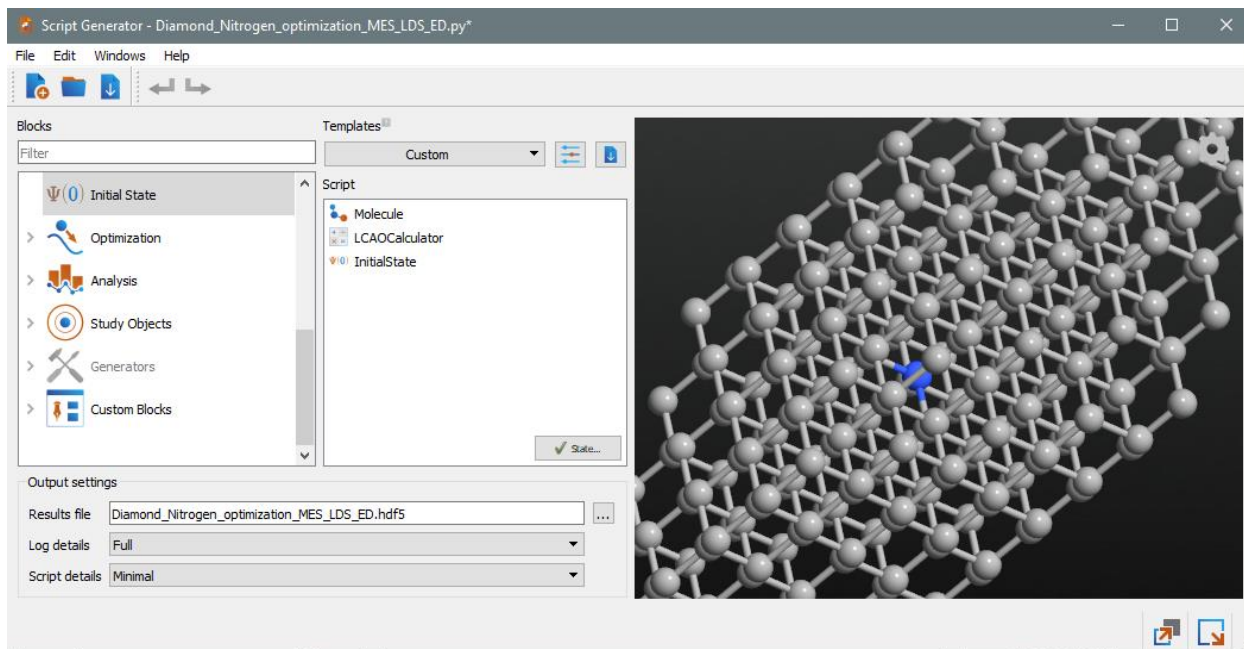 Script Generator - Diamond_Nitrogen_optimization_MES_LDS_ED.py*
File Edit Windows Help
Blocks
Filter
Ψ(0) Initial State
Optimization
Analysis
Study Objects
Generators
Custom Blocks
Templates
Custom
Script
Molecule
LCAOCalculator
Ψ(0) InitialState
State...
Output settings
Results file Diamond_Nitrogen_optimization_MES_LDS_ED.hdf5 ...
Log details Full
Script details Minimal